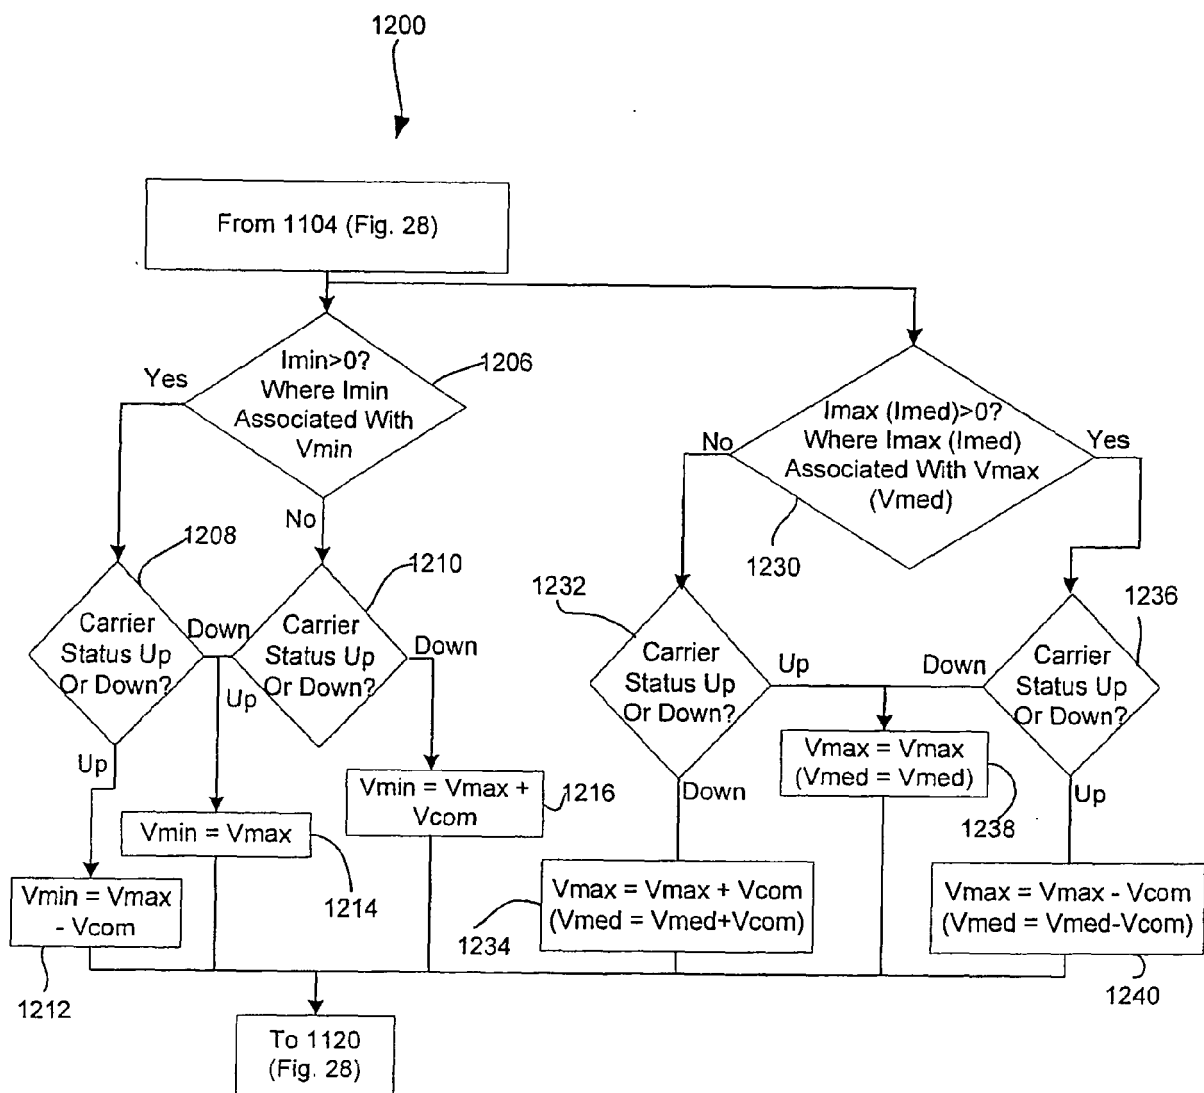 1200
From 1104 (Fig. 28)
Imin>0?
Where Imin
Associated With
Vmin
1206
Yes
No
Imax (Imed)>0?
Where Imax (Imed)
Associated With Vmax
(Vmed)
No
Yes
1230
1208
Carrier
Status Up
Or Down?
Down
Up
1210
Carrier
Status Up
Or Down?
Up
Down
1232
Carrier
Status Up
Or Down?
Up
Down
1236
Carrier
Status Up
Or Down?
Down
Up
Vmax = Vmax
(Vmed = Vmed)
1238
Vmin = Vmax +
Vcom
1216
Vmin = Vmax
1214
Vmin = Vmax
- Vcom
1212
Vmax = Vmax + Vcom
(Vmed = Vmed+Vcom)
1234
Vmax = Vmax - Vcom
(Vmed = Vmed-Vcom)
1240
To 1120
(Fig. 28)